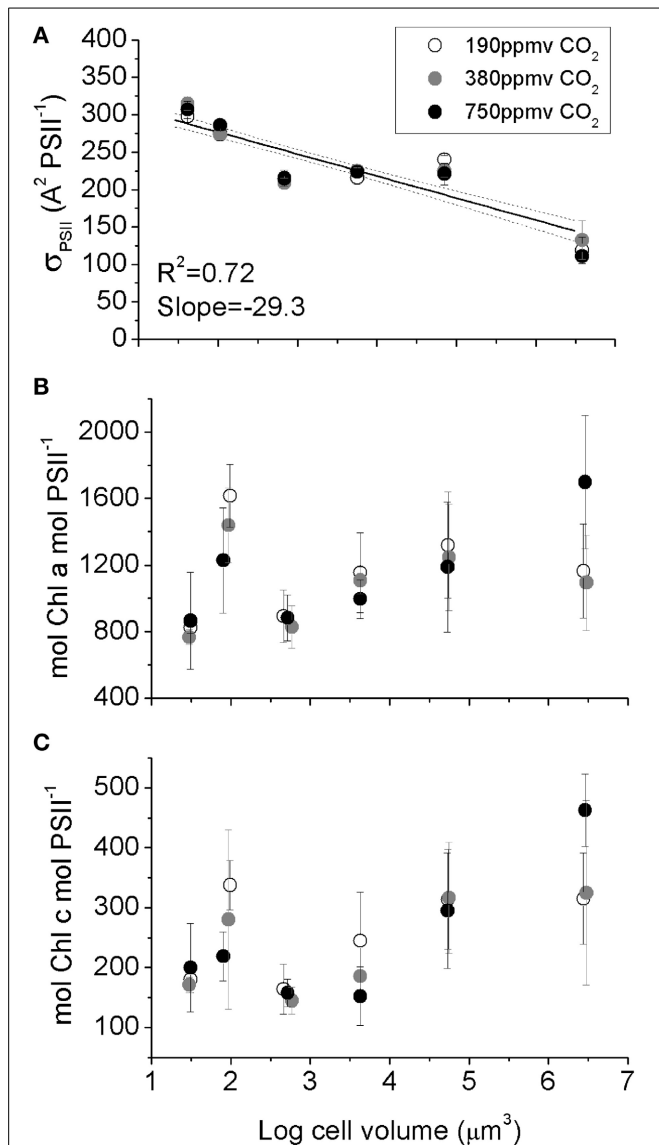 A
400
350
300
250
200
150
100
50
0
σPSII (A² PSII⁻¹)
190ppmv CO₂
380ppmv CO₂
750ppmv CO₂
R²=0.72
Slope=-29.3
B
2000
1600
1200
800
400
mol Chl a mol PSII⁻¹
C
500
400
300
200
100
mol Chl c mol PSII⁻¹
1 2 3 4 5 6 7
Log cell volume (μm³)